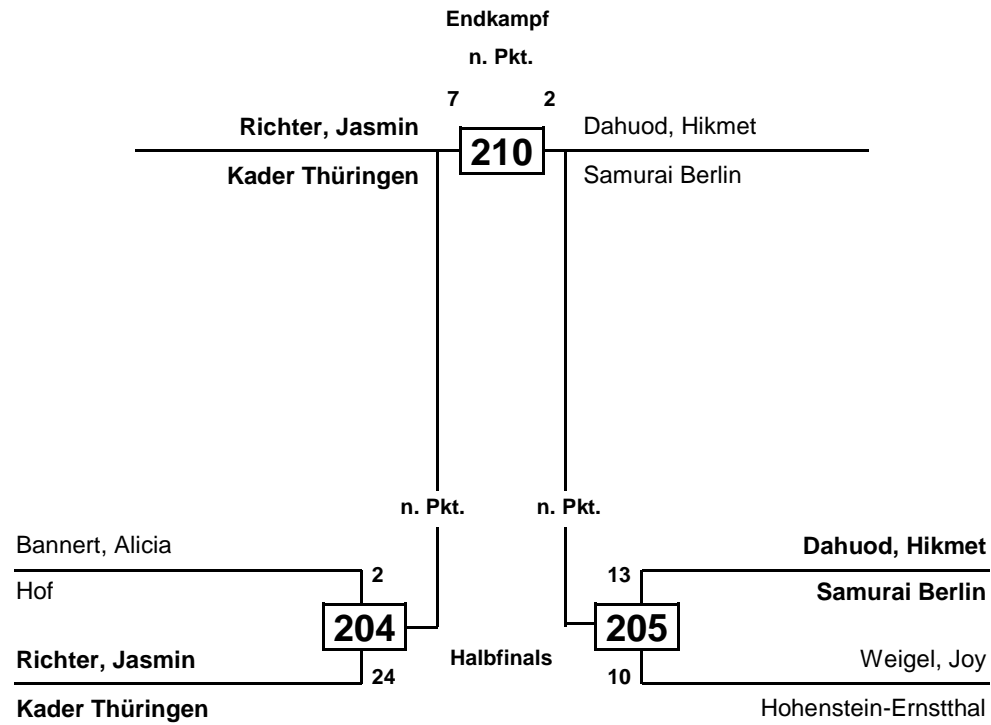 Endkampf
n. Pkt.
7 2
Richter, Jasmin Dahuod, Hikmet
210
Kader Thüringen Samurai Berlin
n. Pkt. n. Pkt.
Bannert, Alicia Dahuod, Hikmet
2 13
Hof Samurai Berlin
204 205
Richter, Jasmin Halbfinals Weigel, Joy
24 10
Kader Thüringen Hohenstein-Ernstthal